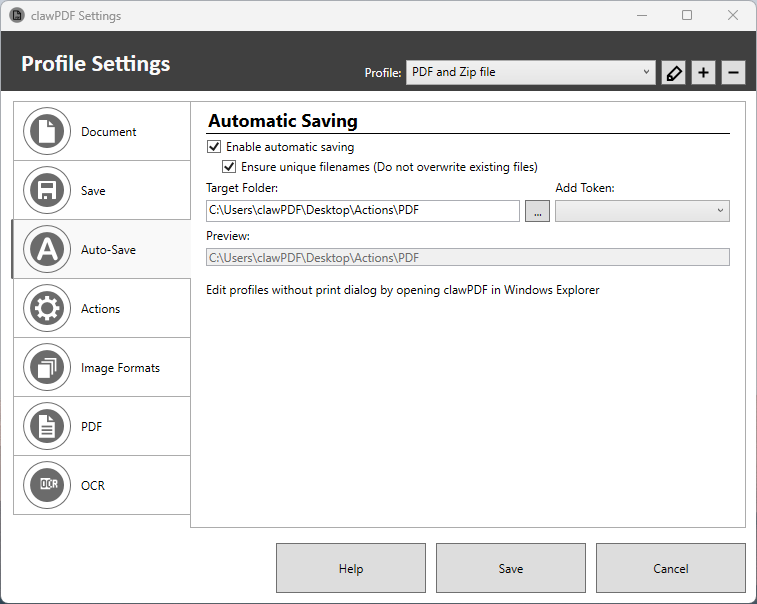 clawPDF Settings
Profile Settings
Profile: PDF and Zip file
Document
Save
Auto-Save
Actions
Image Formats
PDF
OCR
OCR
Automatic Saving
Enable automatic saving
Ensure unique filenames (Do not overwrite existing files)
Target Folder: Add Token:
C:\Users\clawPDF\Desktop\Actions\PDF ...
Preview:
C:\Users\clawPDF\Desktop\Actions\PDF
Edit profiles without print dialog by opening clawPDF in Windows Explorer
Help Save Cancel